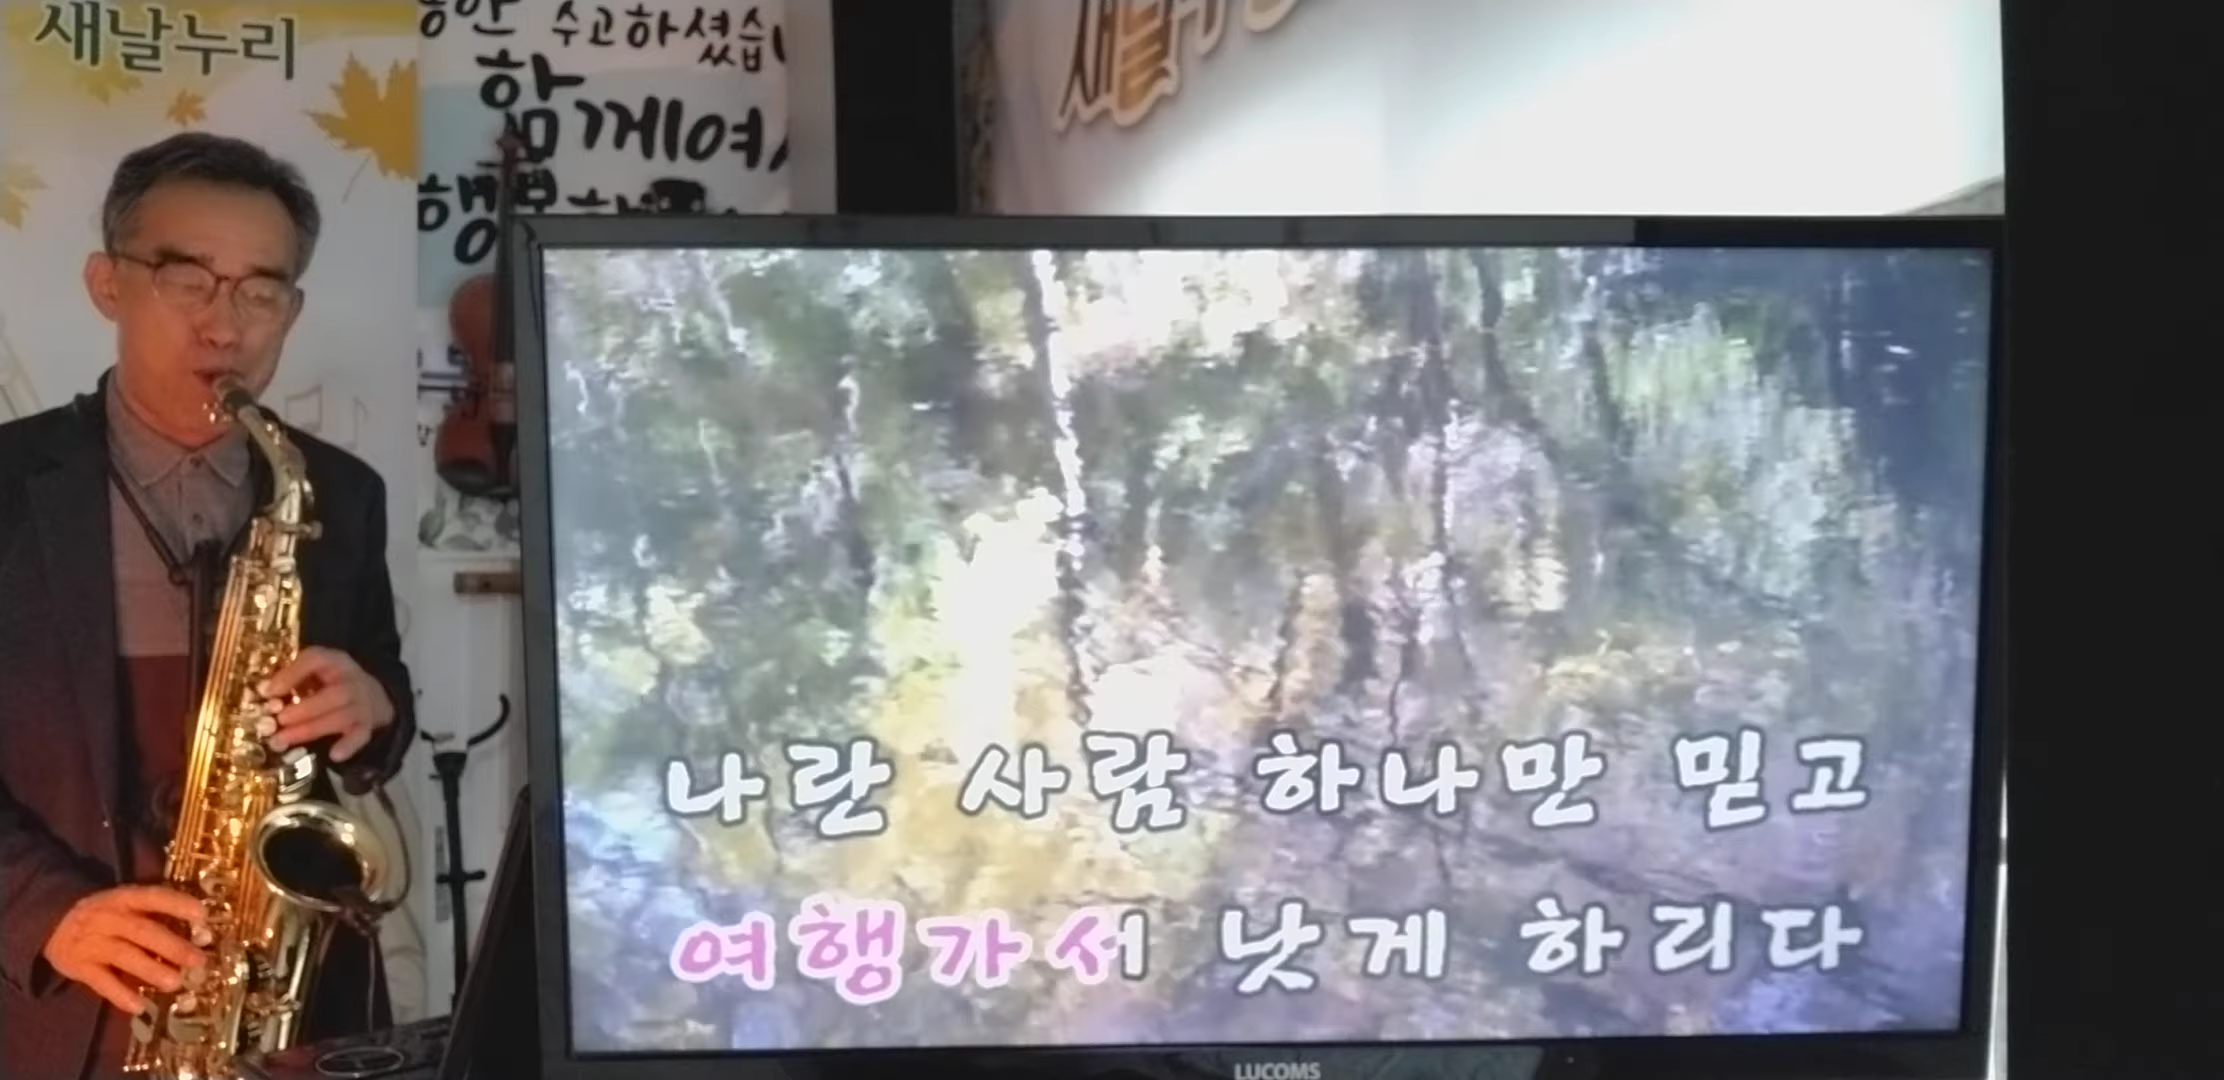 새날누리
수고하셨습
함께여
나란 사람 하나만 믿고
여행가서 낫게 하리다
LUCOMS